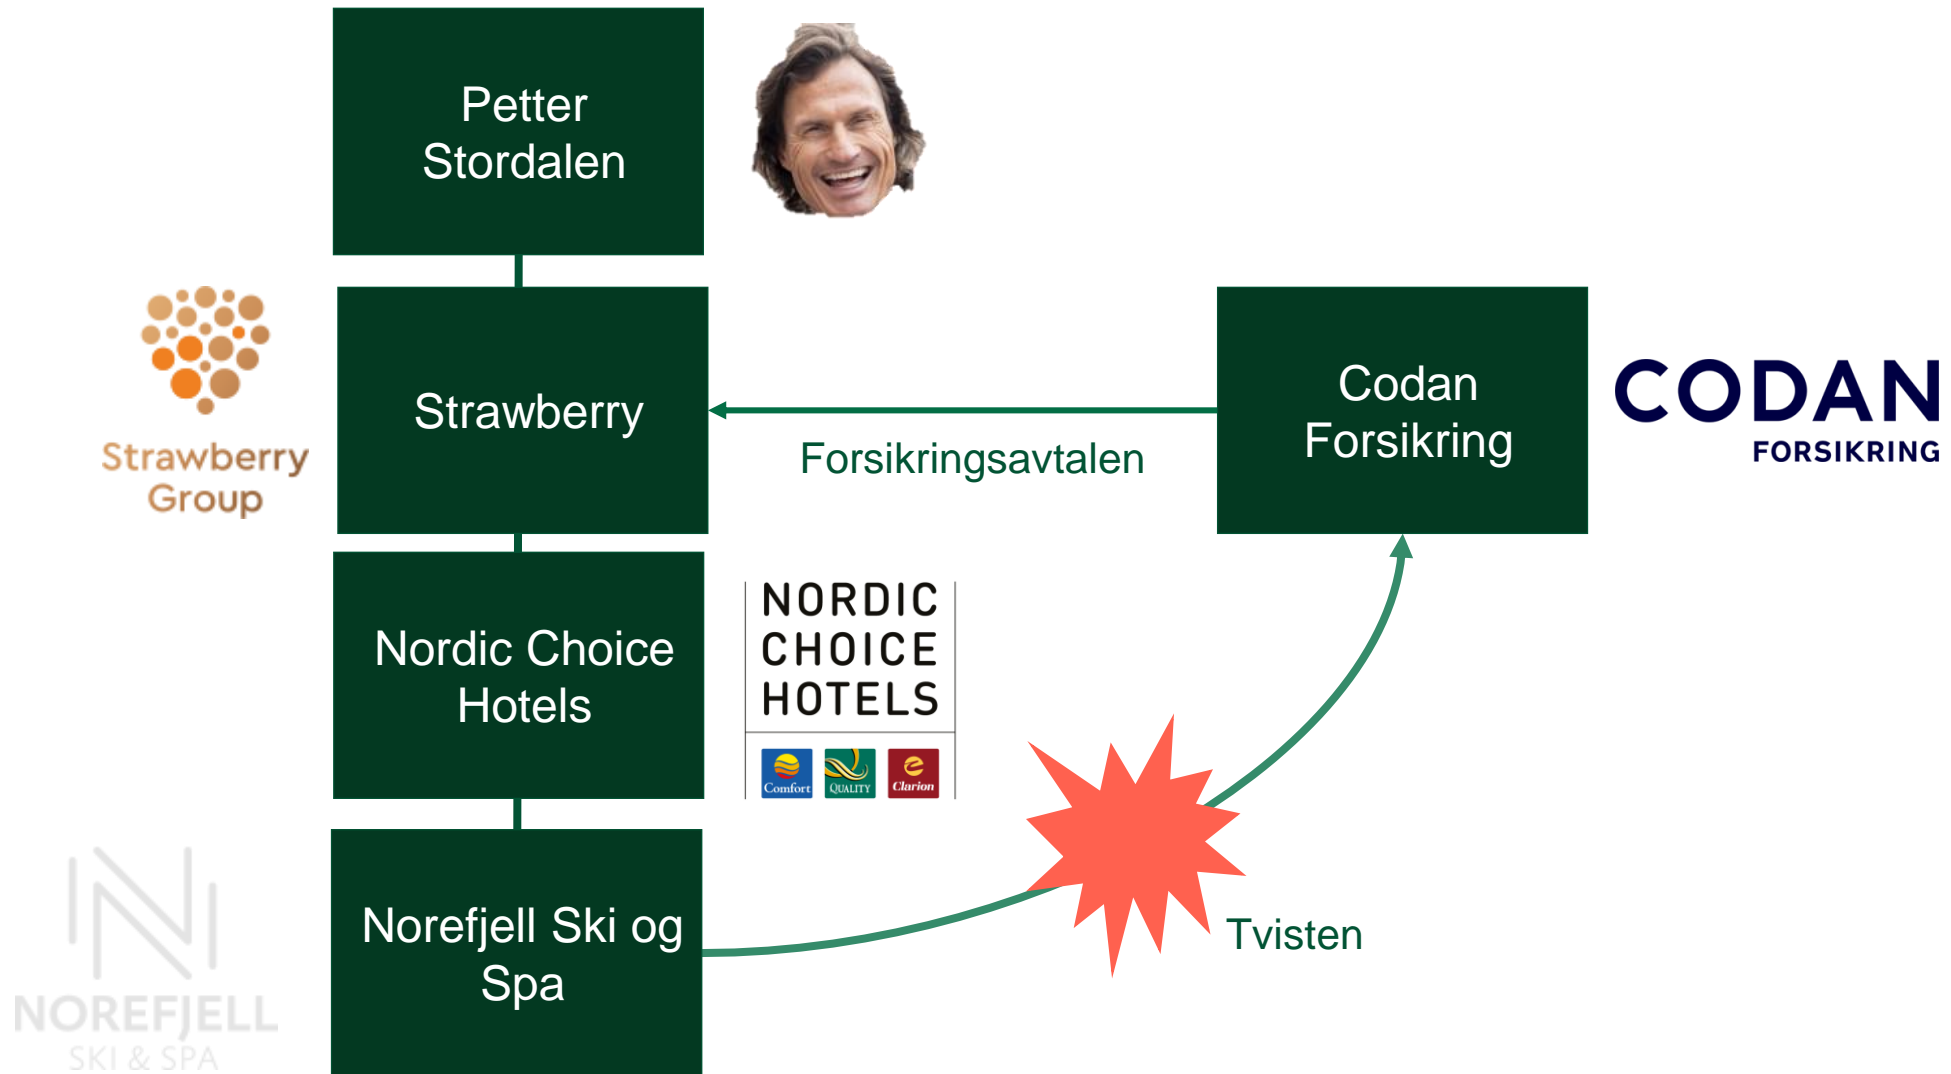 Petter
Stordalen
Strawberry
Group
Strawberry
Forsikringsavtalen
Codan
Forsikring
CODAN
FORSIKRING
Nordic Choice
Hotels
NORDIC
CHOICE
HOTELS
Comfort
QUALITY
Clarion
NOREFJELL
SKI & SPA
Norefjell Ski og
Spa
Tvisten